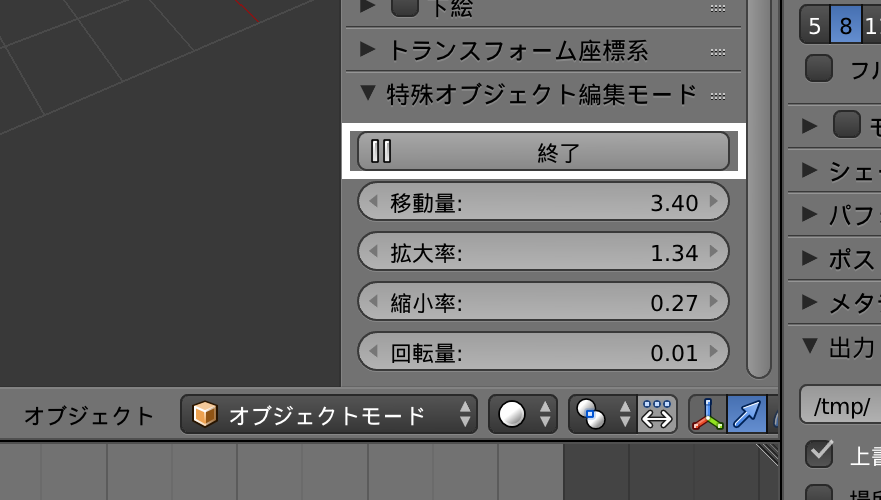 下絵
トランスフォーム座標系
特殊オブジェクト編集モード
終了
移動量: 3.40
拡大率: 1.34
縮小率: 0.27
回転量: 0.01
オブジェクト オブジェクトモード
5 8
フル
シェ
パフ
ポス
メタ
出力
/tmp/
上書